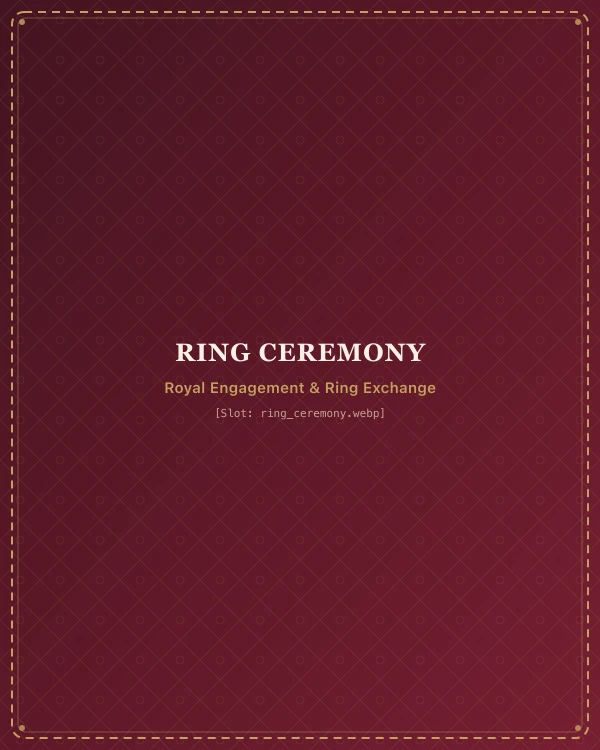 RING CEREMONY
Royal Engagement & Ring Exchange
[Slot: ring_ceremony.webp]